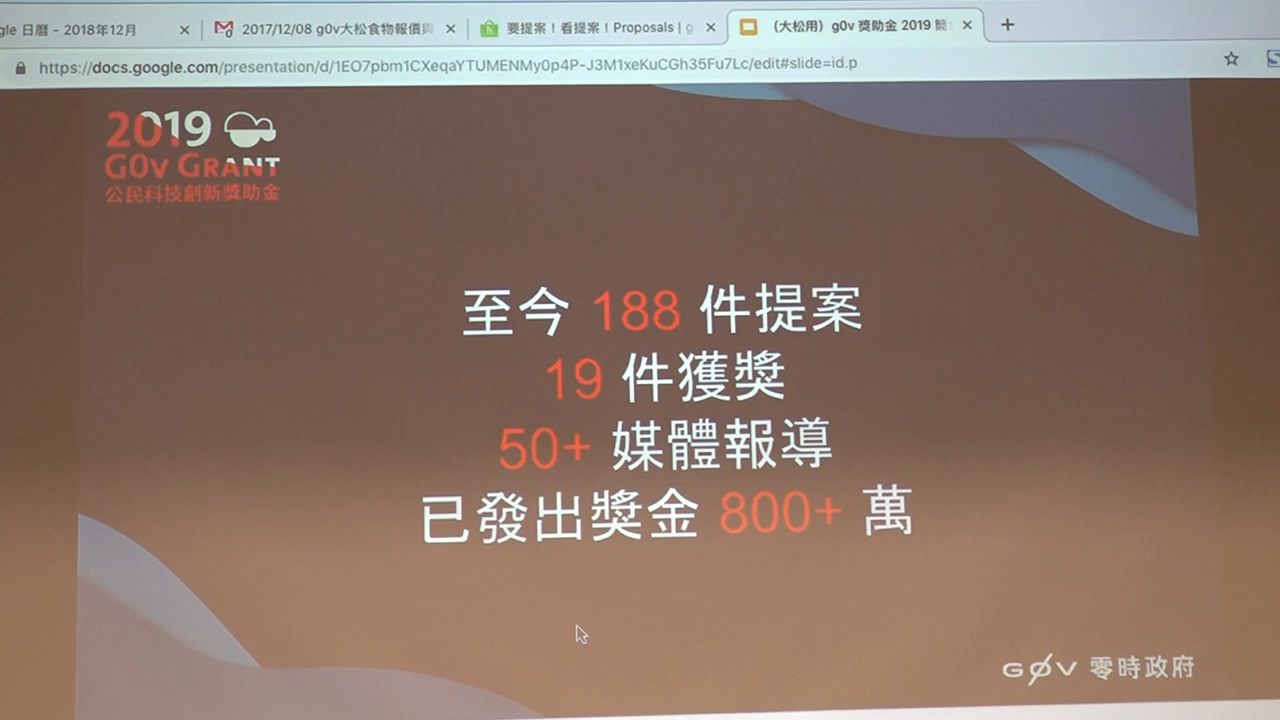 gle 日曆 - 2018年12月
2017/12/08 g0v大松食物報價與
要提案！看提案！Proposals | g
（大松用）g0v 獎助金 2019 簡
https://docs.google.com/presentation/d/1EO7pbm1CXeqaYTUMENMy0p4P-J3M1xeKuCGh35Fu7Lc/edit#slide=id.p
2019
G0V GRANT
公民科技創新獎助金
至今 188 件提案
19 件獲獎
50+ 媒體報導
已發出獎金 800+ 萬
G0V 零時政府